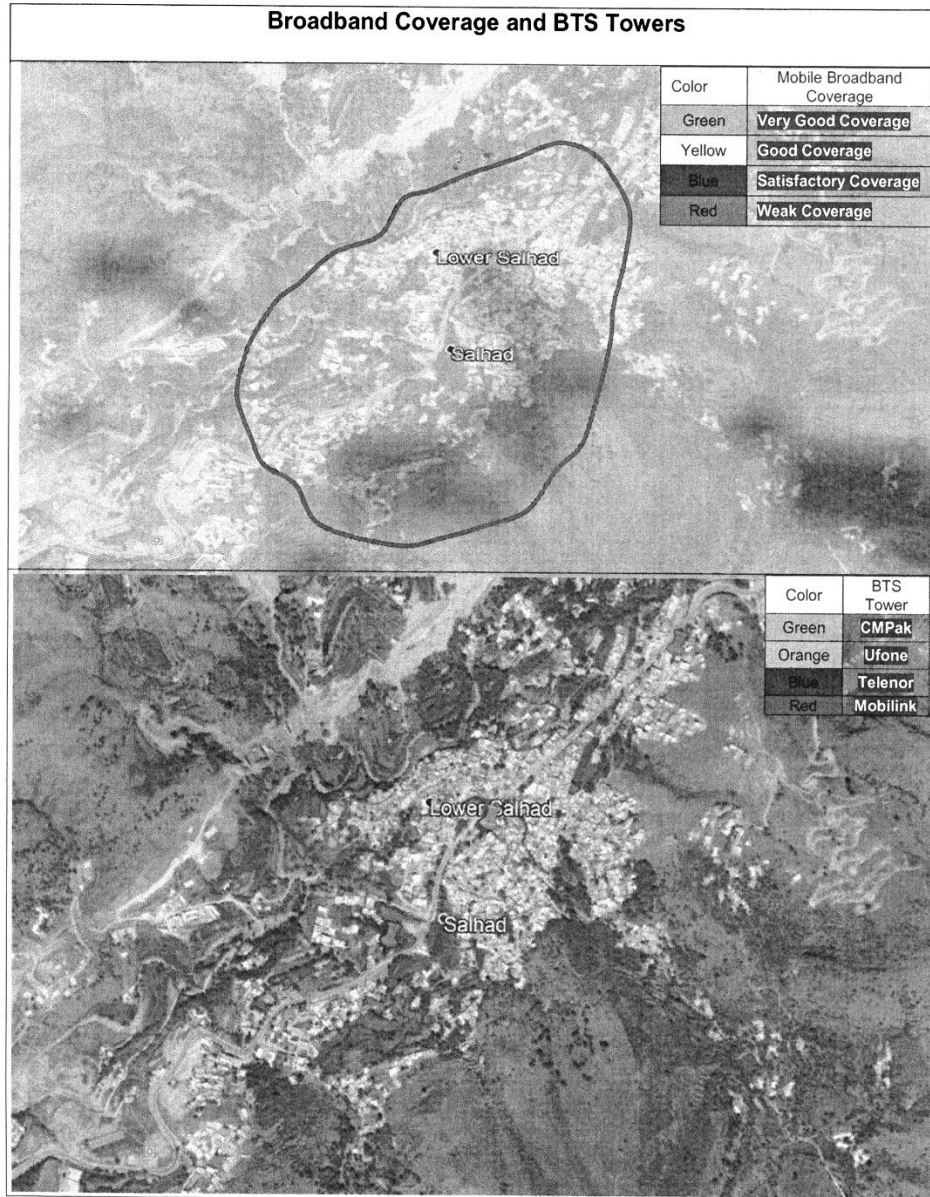 Broadband Coverage and BTS Towers
Color Mobile Broadband Coverage
Green Very Good Coverage
Yellow Good Coverage
Blue Satisfactory Coverage
Red Weak Coverage
Lower Salhad
Salhad
Color BTS Tower
Green CMPak
Orange Ufone
Blue Telenor
Red Mobilink
Lower Salhad
Salhad